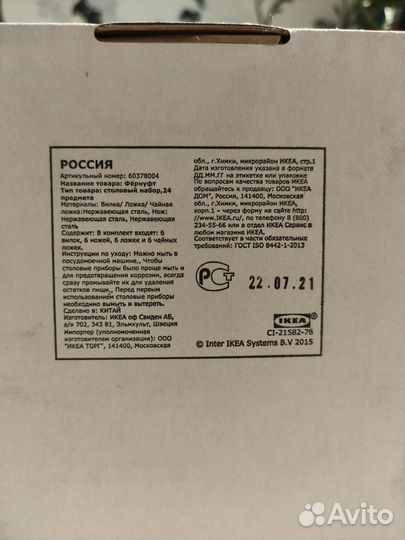 РОССИЯ
Артикульный номер: 60378004
Название товара: Фёрнуфт
Тип товара: столовый набор,24
предмета
Материалы: Вилка/ Ложка/ Чайная
ложка:Нержавеющая сталь, Нож:
Нержавеющая сталь, Нержавеющая
сталь
Содержит: В комплект входят: 6
вилок, 6 ножей, 6 ложек и 6 чайных
ложек.
Инструкции по уходу: Можно мыть в
посудомоечной машине., Чтобы
столовые приборы было проще мыть и
для предотвращения коррозии, всегда
сразу промывайте их для удаления
остатков пищи., Перед первым
использованием столовые приборы
необходимо вымыть и вытереть.
Сделано в: КИТАЙ
Изготовитель: ИКЕА оф Свиден АБ,
а/я 702, 343 81, Эльмхульт, Швеция
Импортер (уполномоченная
изготовителем организация): ООО
"ИКЕА ТОРГ", 141400, Московская
обл., г.Химки, микрорайон ИКЕА, стр.1
Дата изготовления указана в формате
ДД.ММ.ГГ на этикетке или упаковке
По вопросам качества товаров ИКЕА
обращайтесь к продавцу: ООО "ИКЕА
ДОМ", Россия, 141400, Московская
обл., г.Химки, микрорайон ИКЕА,
корп.1 – через форму на сайте http:
//www.IKEA.ru/, по телефону 8 (800)
234-55-66 или в отдел ИКЕА Сервис в
любом магазине ИКЕА.
Соответствует в части обязательных
требований: ГОСТ ISO 8442-1-2013
РСТ
22.07.21
IKEA
CI-21582-76
© Inter IKEA Systems B.V 2015
Avito